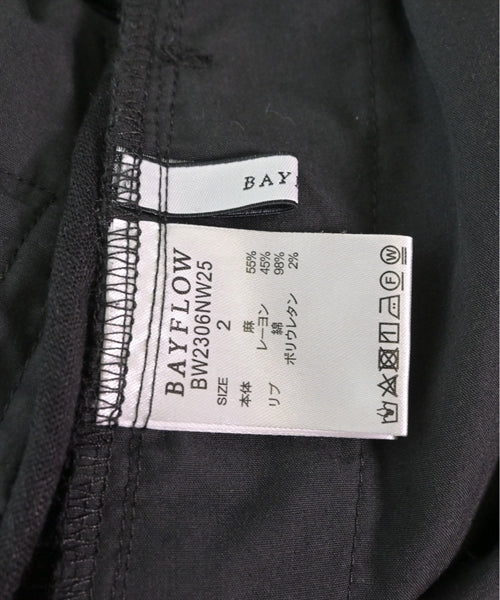 BAY
BAYFLOW
BW2306NW25
SIZE 2
本体 麻 55%
レーヨン 45%
リブ 綿 98%
ポリウレタン 2%
F W